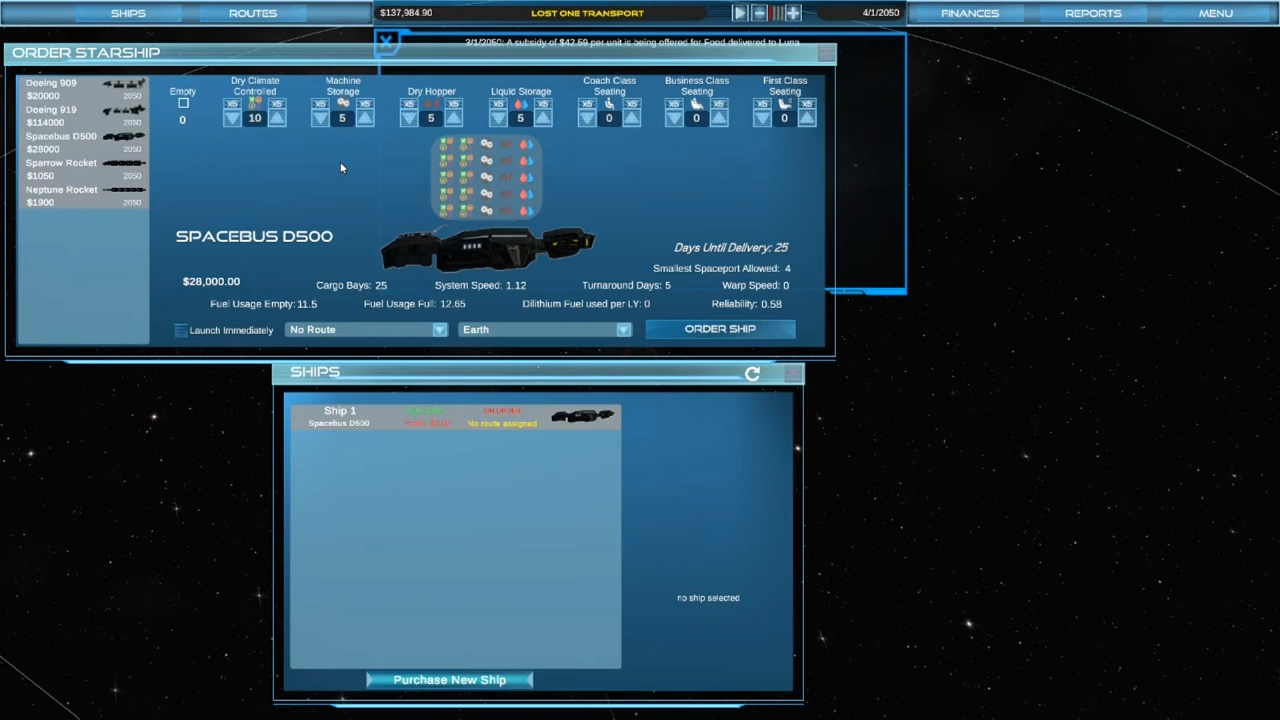 SHIPS
ROUTES
$137,984.90
LOST ONE TRANSPORT
4/1/2050
FINANCES
REPORTS
MENU
3/1/2050: A subsidy of $42.59 per unit is being offered for Food delivered to Luna
ORDER STARSHIP
Doeing 909
$20000 2050
Doeing 919
$114000 2050
Spacebus D500
$28000 2050
Sparrow Rocket
$1050 2050
Neptune Rocket
$1900 2050
Empty
0
Dry Climate
Controlled
X5 X5
10
Machine
Storage
X5 X5
5
Dry Hopper
X5 X5
5
Liquid Storage
X5 X5
5
Coach Class
Seating
X5 X5
0
Business Class
Seating
X5 X5
0
First Class
Seating
X5 X5
0
SPACEBUS D500
Days Until Delivery: 25
Smallest Spaceport Allowed: 4
$28,000.00
Cargo Bays: 25
System Speed: 1.12
Turnaround Days: 5
Warp Speed: 0
Fuel Usage Empty: 11.5
Fuel Usage Full: 12.65
Dilithium Fuel used per LY: 0
Reliability: 0.58
Launch Immediately
No Route
Earth
ORDER SHIP
SHIPS
Ship 1
Spacebus D500
No route assigned
no ship selected
Purchase New Ship